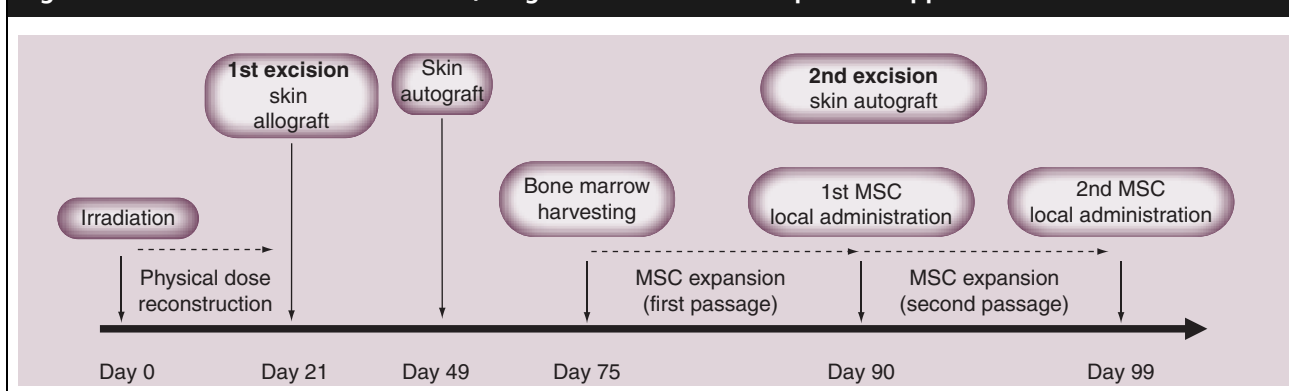 1st excision
skin
allograft
Skin
autograft
2nd excision
skin autograft
Irradiation
Bone marrow
harvesting
1st MSC
local administration
2nd MSC
local administration
Physical dose
reconstruction
MSC expansion
(first passage)
MSC expansion
(second passage)
Day 0
Day 21
Day 49
Day 75
Day 90
Day 99